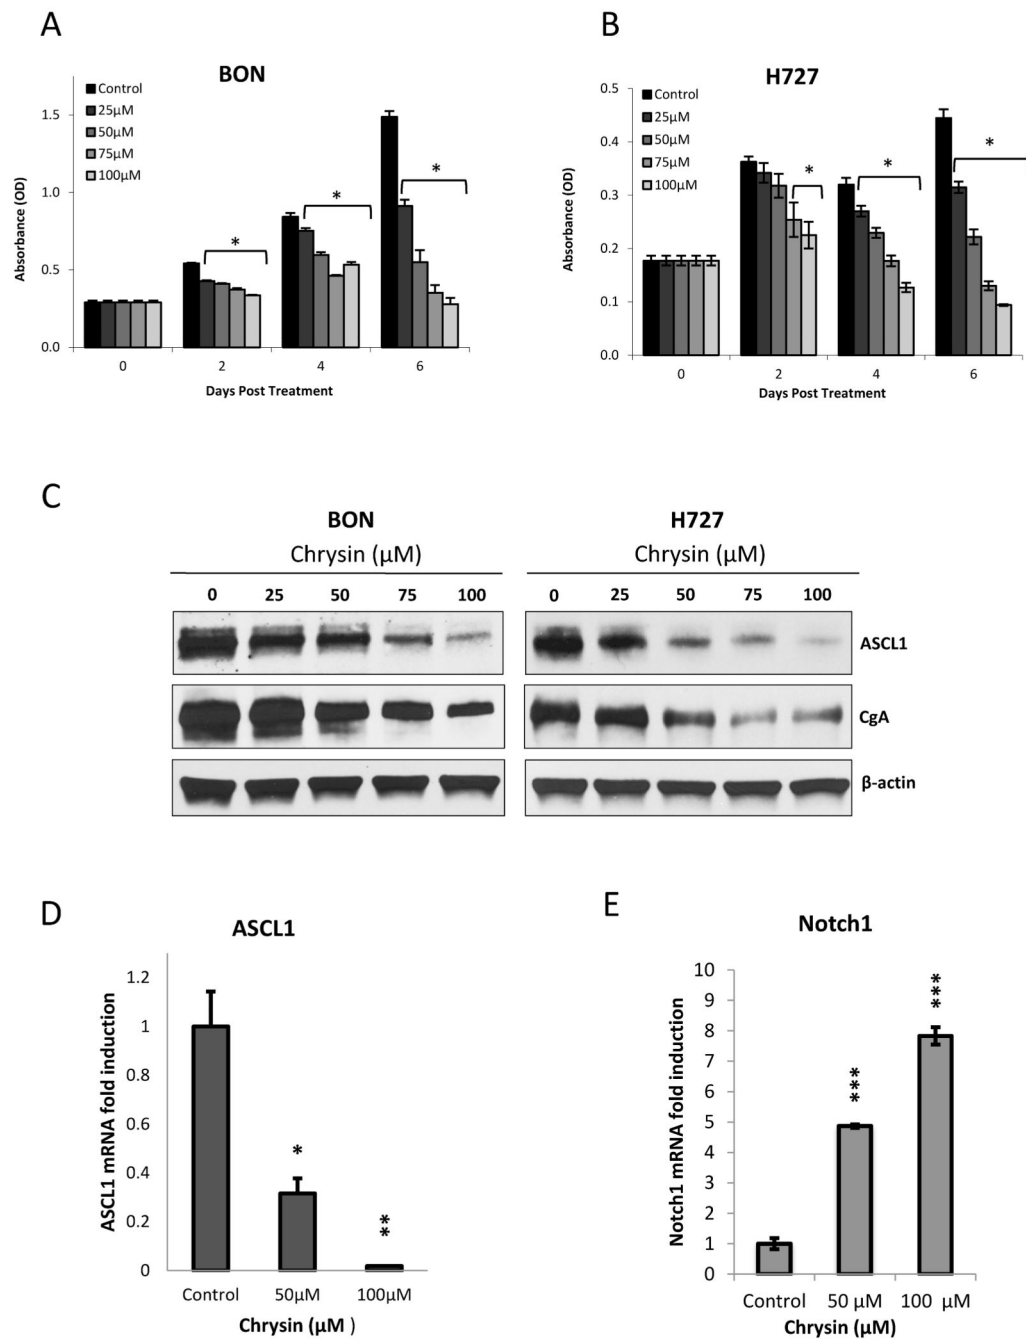 A
BON
Control
25μM
50μM
75μM
100μM
Absorbance (OD)
1.5
1.0
0.5
0.0
*
*
*
0
2
4
6
Days Post Treatment
B
H727
Control
25μM
50μM
75μM
100μM
Absorbance (OD)
0.5
0.4
0.3
0.2
0.1
0.0
*
*
*
0
2
4
6
Days Post Treatment
C
BON
Chrysin (μM)
0 25 50 75 100
H727
Chrysin (μM)
0 25 50 75 100
ASCL1
CgA
β-actin
D
ASCL1
ASCL1 mRNA fold induction
1.2
1
0.8
0.6
0.4
0.2
0
*
**
Control 50μM 100μM
Chrysin (μM )
E
Notch1
Notch1 mRNA fold induction
10
9
8
7
6
5
4
3
2
1
0
***
***
Control 50 μM 100 μM
Chrysin (μM)